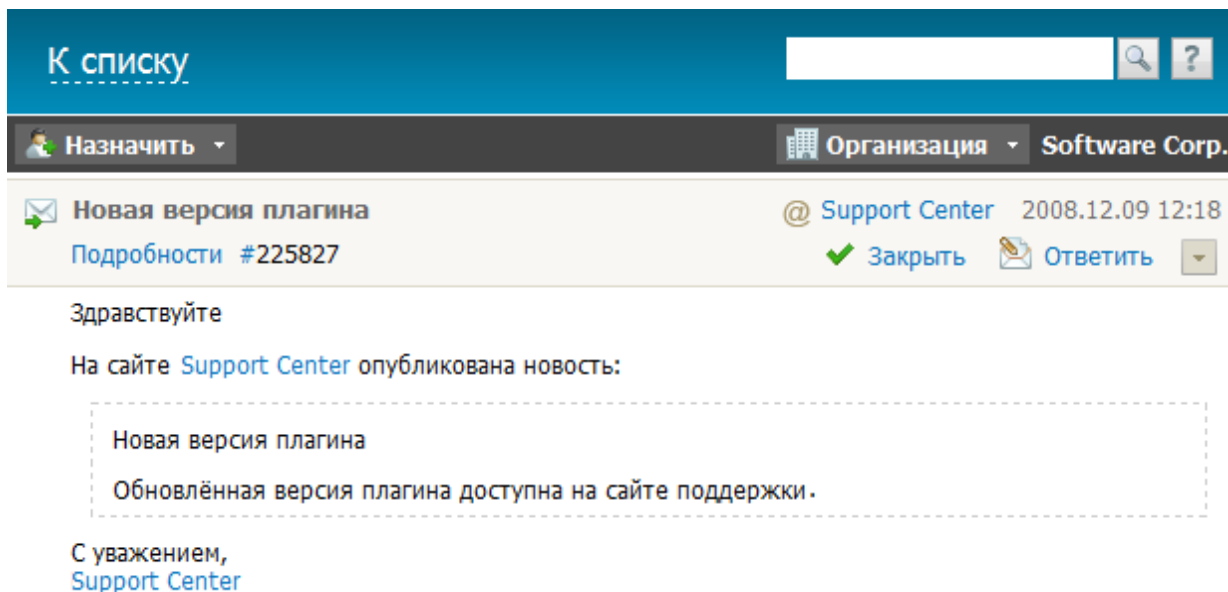 К списку
?
Назначить Организация Software Corp.
Новая версия плагина @ Support Center 2008.12.09 12:18
Подробности #225827 Закрыть Ответить
Здравствуйте
На сайте Support Center опубликована новость:
Новая версия плагина
Обновлённая версия плагина доступна на сайте поддержки.
С уважением,
Support Center